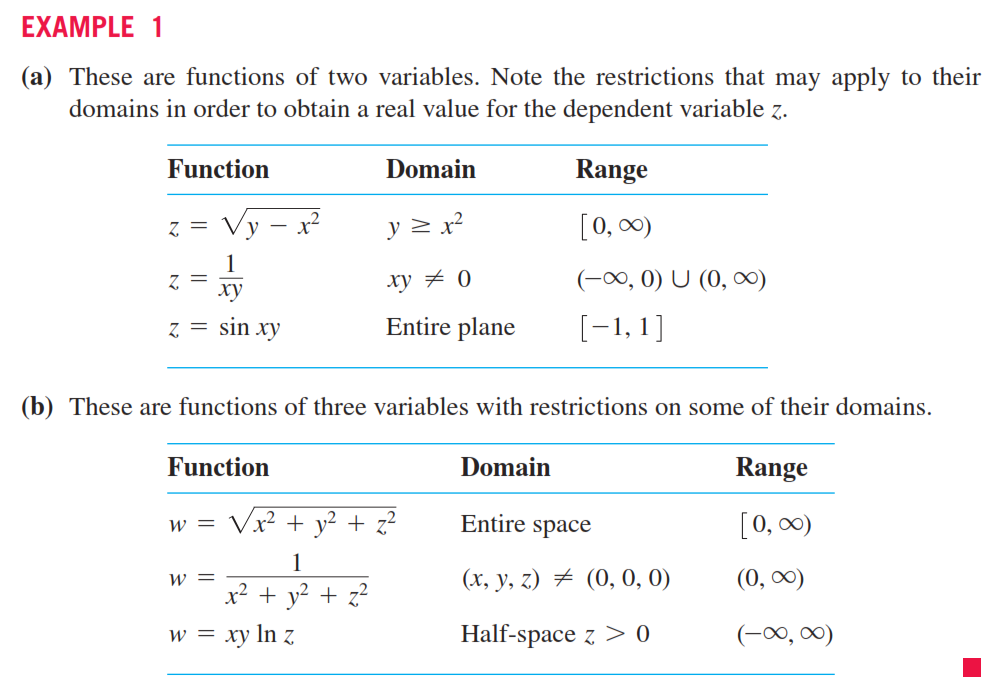 EXAMPLE 1
(a) These are functions of two variables. Note the restrictions that may apply to their
domains in order to obtain a real value for the dependent variable z.
Function Domain Range
z = √(y − x²) y ≥ x² [0, ∞)
z = 1/xy xy ≠ 0 (−∞, 0) ∪ (0, ∞)
z = sin xy Entire plane [−1, 1]
(b) These are functions of three variables with restrictions on some of their domains.
Function Domain Range
w = √(x² + y² + z²) Entire space [0, ∞)
w = 1/(x² + y² + z²) (x, y, z) ≠ (0, 0, 0) (0, ∞)
w = xy ln z Half-space z > 0 (−∞, ∞)